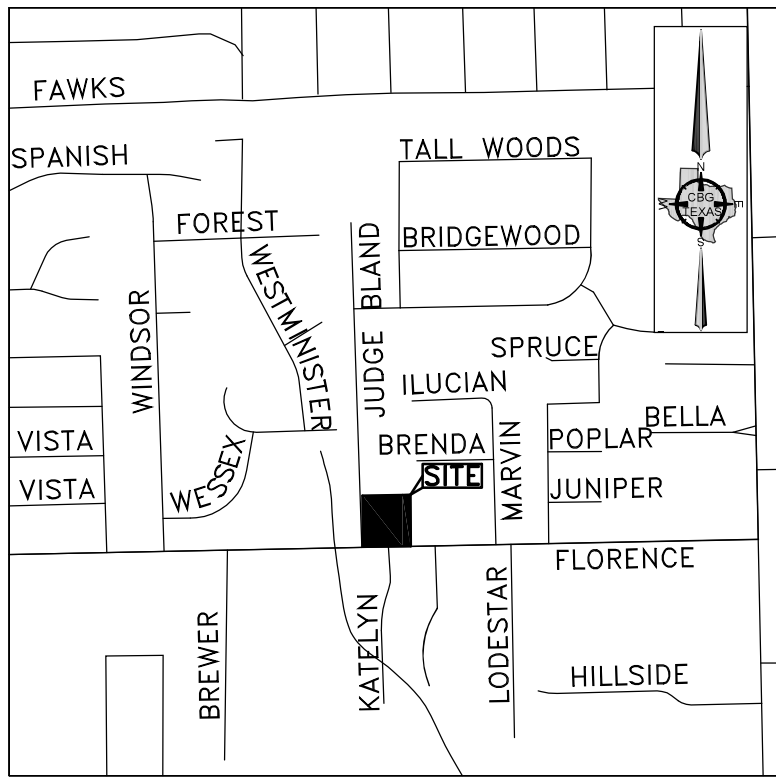 FAWKS
SPANISH
TALL WOODS
N
CBG
W
E
TEXAS
S
FOREST
BRIDGEWOOD
WESTMINISTER
JUDGE BLAND
WINDSOR
SPRUCE
ILUCIAN
BELLA
VISTA
BRENDA
MARVIN
POPLAR
WESSEX
SITE
VISTA
JUNIPER
FLORENCE
BREWER
KATELYN
LODESTAR
HILLSIDE